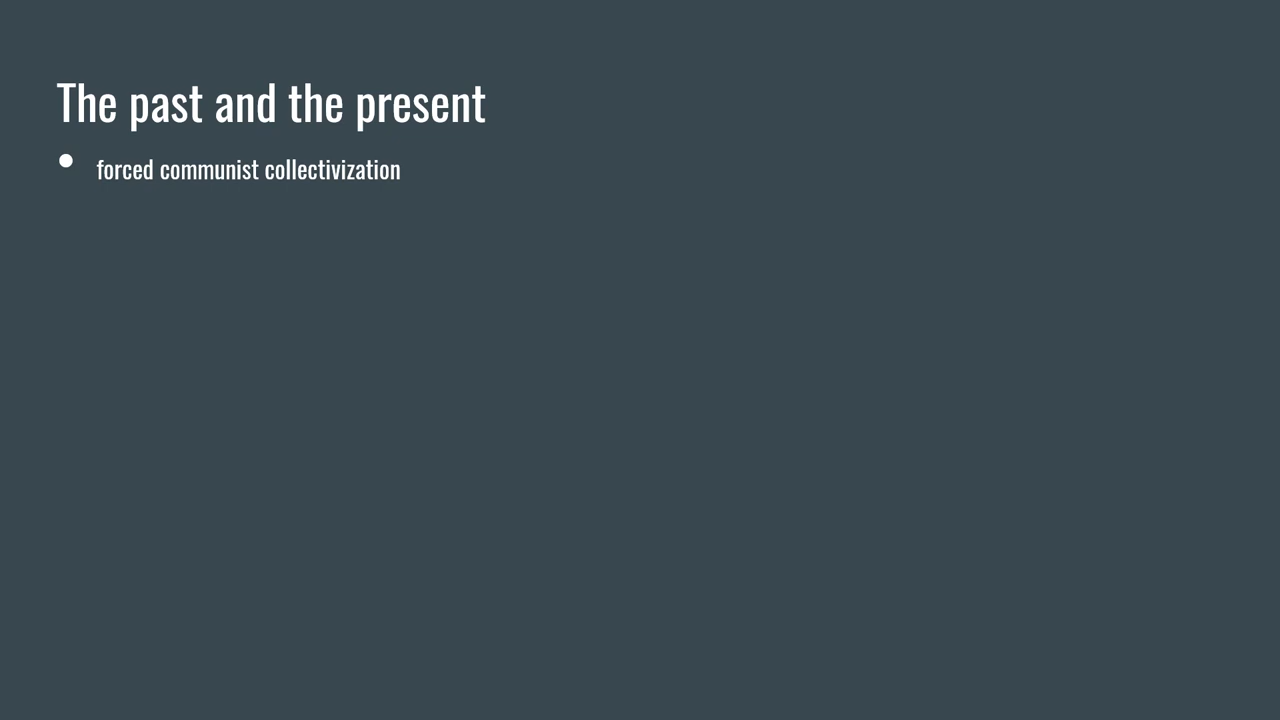 The past and the present
• forced communist collectivization